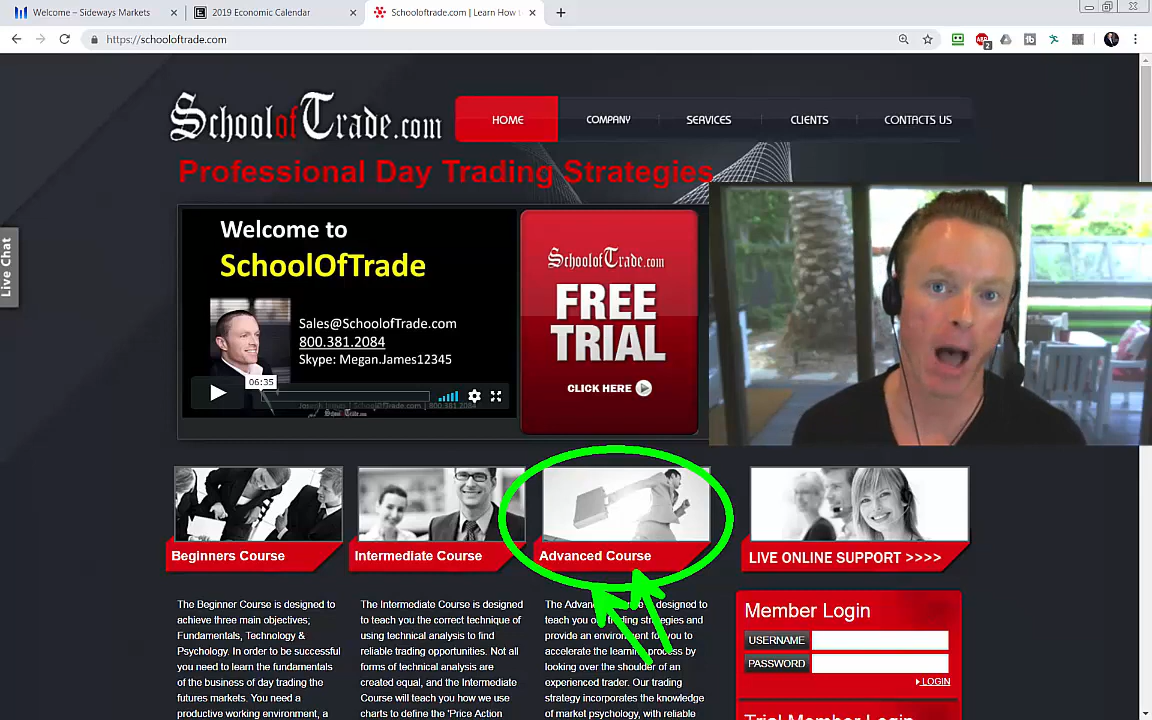 Welcome – Sideways Markets
2019 Economic Calendar
Schooloftrade.com | Learn How
https://schooloftrade.com
SchoolofTrade.com
HOME
COMPANY
SERVICES
CLIENTS
CONTACTS US
Professional Day Trading Strategies
Live Chat
Welcome to
SchoolOfTrade
Sales@SchoolofTrade.com
800.381.2084
Skype: Megan.James12345
06:35
SchoolofTrade.com
FREE
TRIAL
CLICK HERE
Beginners Course
Intermediate Course
Advanced Course
LIVE ONLINE SUPPORT >>>>
The Beginner Course is designed to
achieve three main objectives;
Fundamentals, Technology &
Psychology. In order to be successful
you need to learn the fundamentals
of the business of day trading the
futures markets. You need a
productive working environment, a
The Intermediate Course is designed
to teach you the correct technique of
using technical analysis to find
reliable trading opportunities. Not all
forms of technical analysis are
created equal, and the Intermediate
Course will teach you how we use
charts to define the 'Price Action
The designed to
teach you strategies and
provide an environment for you to
accelerate the learning process by
looking over the shoulder of an
experienced trader. Our trading
strategy incorporates the knowledge
of market psychology, with reliable
Member Login
USERNAME
PASSWORD
LOGIN
Trial Member Login